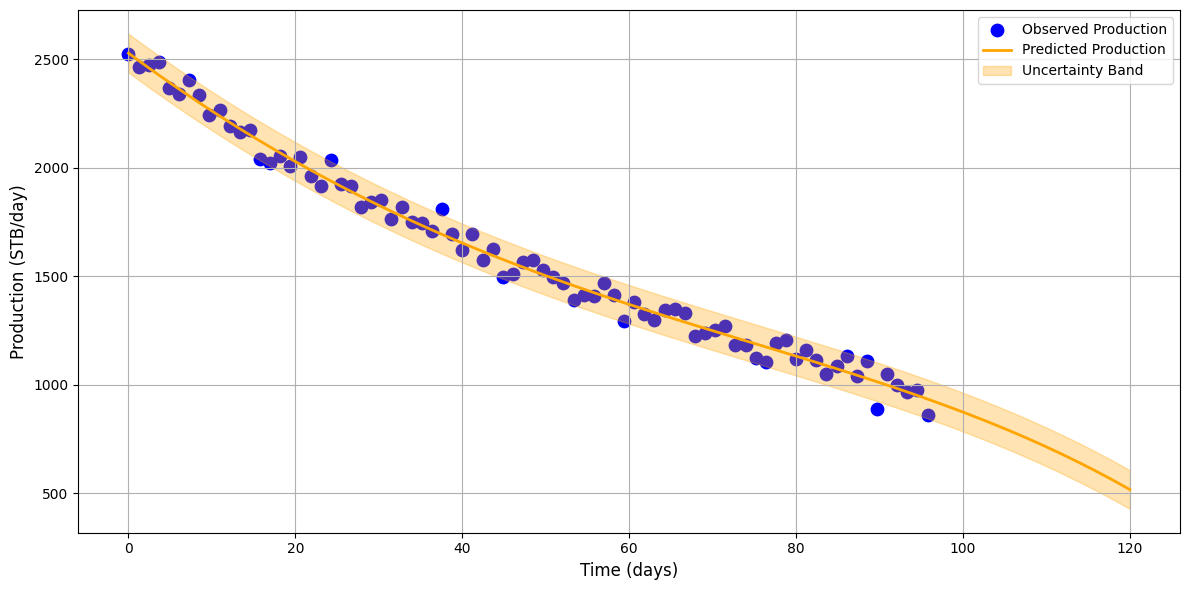 Observed Production
Predicted Production
Uncertainty Band
Production (STB/day)
2500
2000
1500
1000
500
0 20 40 60 80 100 120
Time (days)